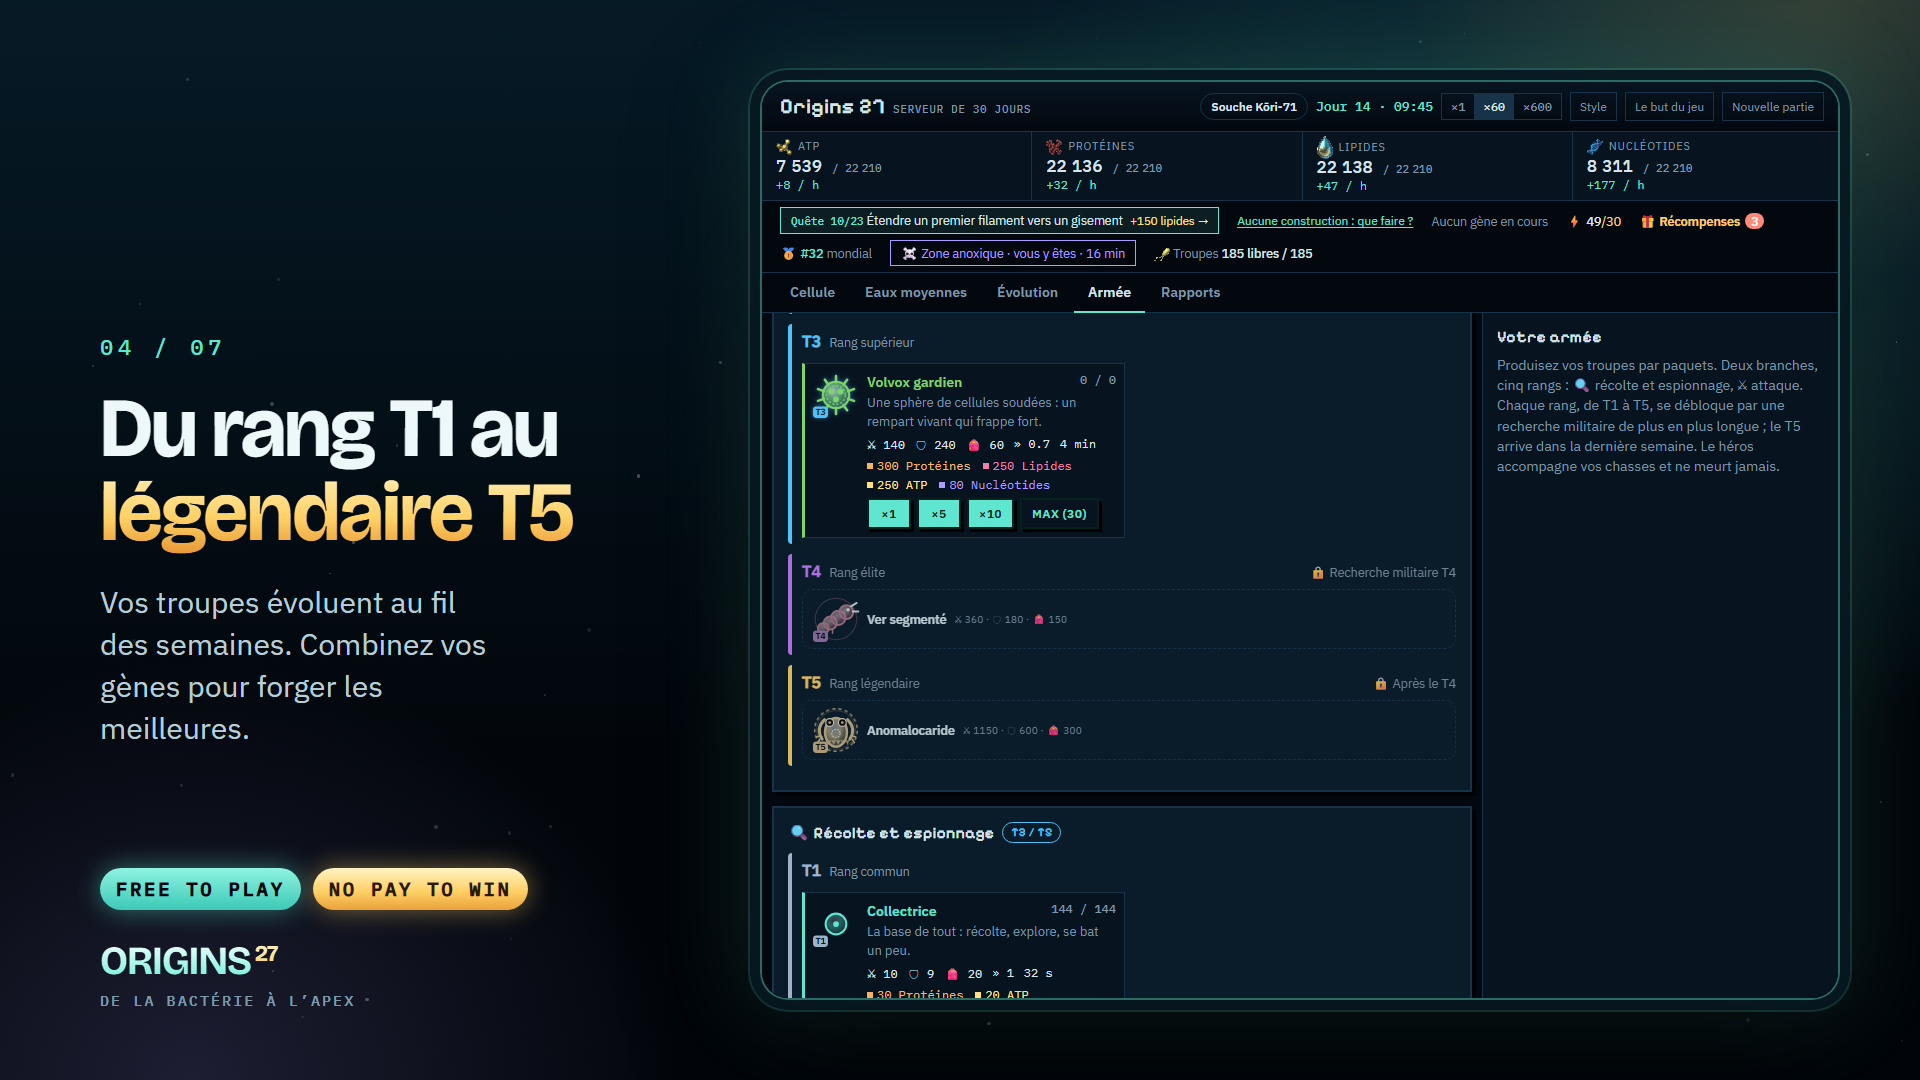 04 / 07
Du rang T1 au
légendaire T5
Vos troupes évoluent au fil
des semaines. Combinez vos
gènes pour forger les
meilleures.
FREE TO PLAY
NO PAY TO WIN
ORIGINS 27
DE LA BACTÉRIE À L’APEX
Origins 27 SERVEUR DE 30 JOURS
Souche Kōri-71
Jour 14 · 09:45
×1 ×60 ×600
Style
Le but du jeu
Nouvelle partie
ATP
7 539 / 22 210
+8 / h
PROTÉINES
22 136 / 22 210
+32 / h
LIPIDES
22 138 / 22 210
+47 / h
NUCLÉOTIDES
8 311 / 22 210
+177 / h
Quête 10/23 Étendre un premier filament vers un gisement +150 lipides →
Aucune construction : que faire ?
Aucun gène en cours
49/30
Récompenses 3
#32 mondial
Zone anoxique · vous y êtes · 16 min
Troupes 185 libres / 185
Cellule
Eaux moyennes
Évolution
Armée
Rapports
T3 Rang supérieur
T3
Volvox gardien 0 / 0
Une sphère de cellules soudées : un
rempart vivant qui frappe fort.
140 240 60 » 0.7 4 min
300 Protéines 250 Lipides
250 ATP 80 Nucléotides
×1 ×5 ×10 MAX (30)
T4 Rang élite Recherche militaire T4
T4
Ver segmenté 360 · 180 · 150
T5 Rang légendaire Après le T4
T5
Anomalocaride 1150 · 600 · 300
Récolte et espionnage T3 / T5
T1 Rang commun
T1
Collectrice 144 / 144
La base de tout : récolte, explore, se bat
un peu.
10 9 20 » 1 32 s
30 Protéines 20 ATP
Votre armée
Produisez vos troupes par paquets. Deux branches,
cinq rangs : récolte et espionnage, ⚔ attaque.
Chaque rang, de T1 à T5, se débloque par une
recherche militaire de plus en plus longue ; le T5
arrive dans la dernière semaine. Le héros
accompagne vos chasses et ne meurt jamais.